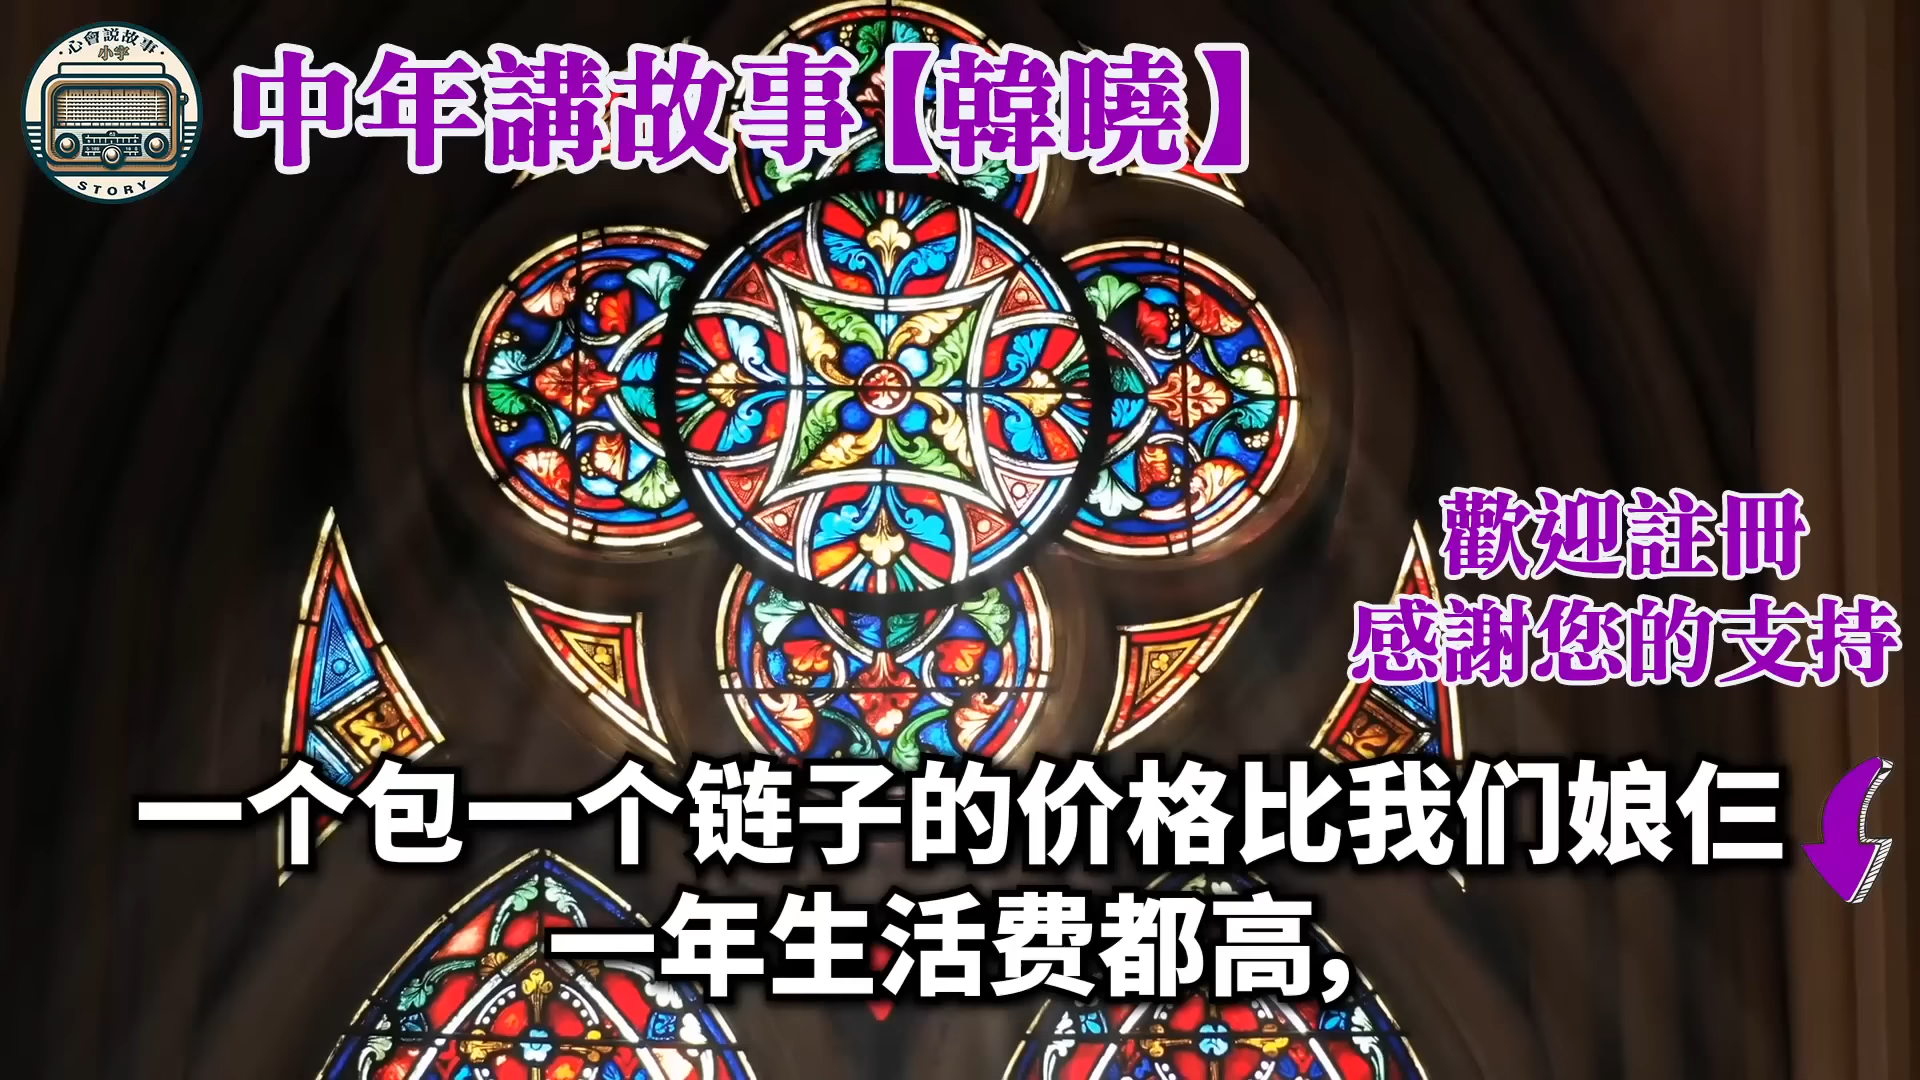 心會説故事
小宇
STORY
中年講故事【韓曉】
歡迎註冊
感謝您的支持
一个包一个链子的价格比我们娘仨
一年生活费都高,